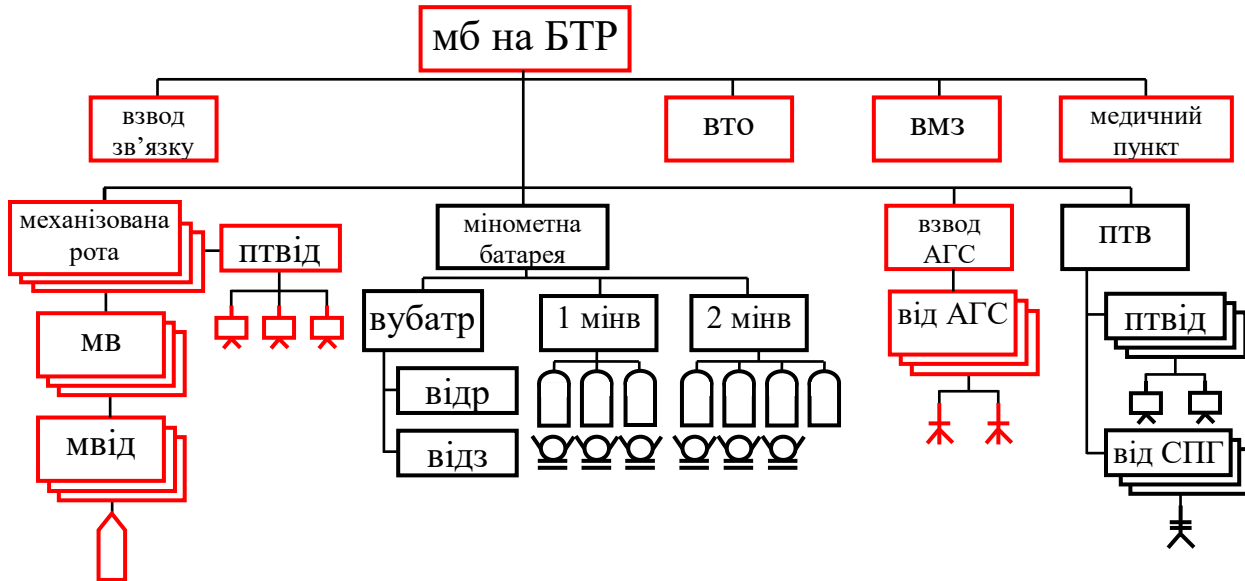 мб на БТР
взвод
зв’язку
вто
вмз
медичний
пункт
механізована
рота
птвід
мінометна
батарея
взвод
АГС
птв
вубатр
1 мінв
2 мінв
від АГС
птвід
мв
відр
мвід
відз
від СПГ